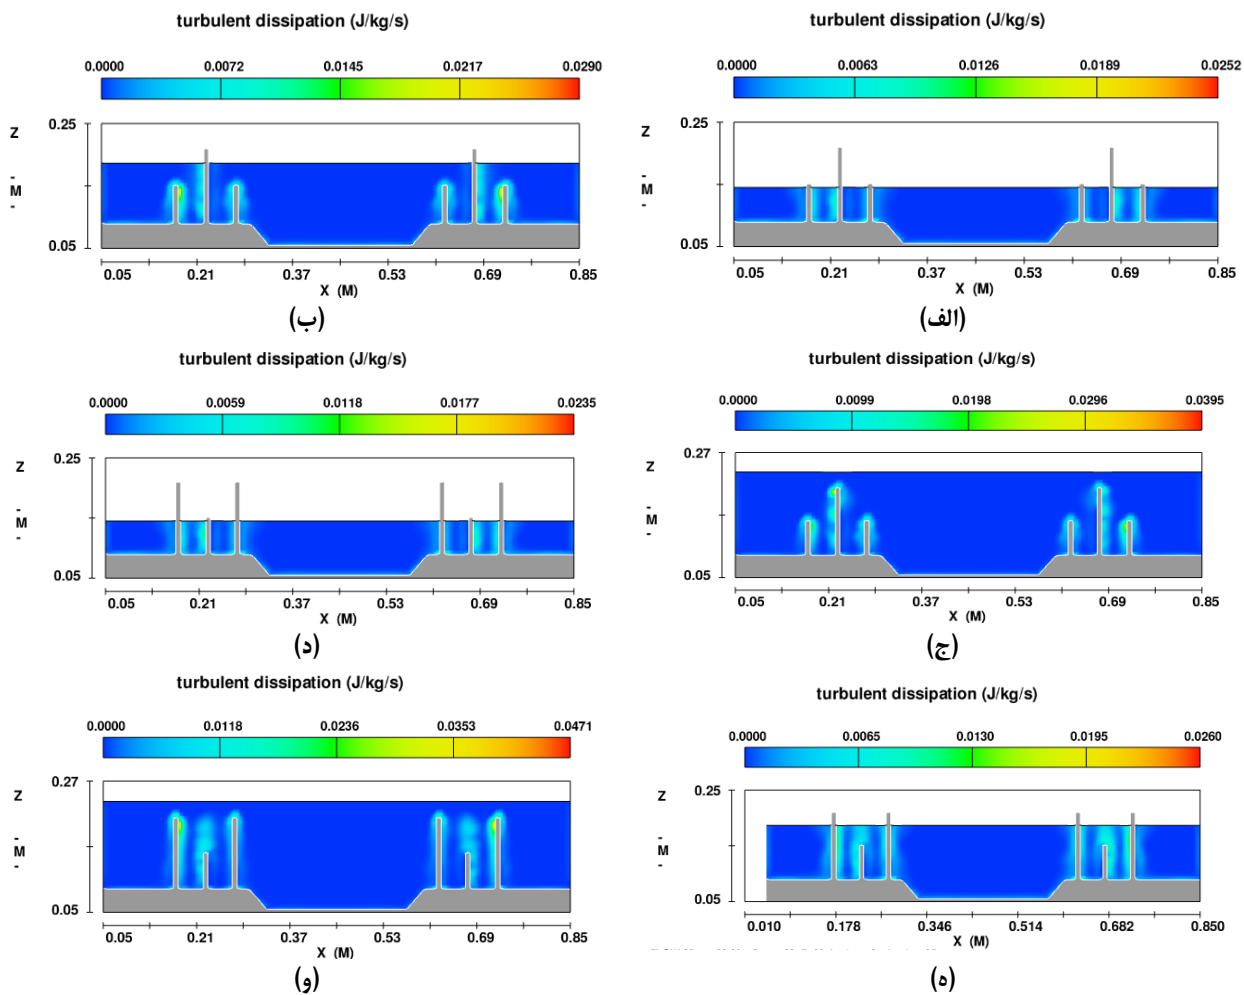 turbulent dissipation (J/kg/s)
0.0000 0.0063 0.0126 0.0189 0.0252
Z
-
M
-
0.25
0.05
0.05 0.21 0.37 0.53 0.69 0.85
X (M)
(الف)
turbulent dissipation (J/kg/s)
0.0000 0.0072 0.0145 0.0217 0.0290
Z
-
M
-
0.25
0.05
0.05 0.21 0.37 0.53 0.69 0.85
X (M)
(ب)
turbulent dissipation (J/kg/s)
0.0000 0.0099 0.0198 0.0296 0.0395
Z
-
M
-
0.27
0.05
0.05 0.21 0.37 0.53 0.69 0.85
X (M)
(ج)
turbulent dissipation (J/kg/s)
0.0000 0.0059 0.0118 0.0177 0.0235
Z
-
M
-
0.25
0.05
0.05 0.21 0.37 0.53 0.69 0.85
X (M)
(د)
turbulent dissipation (J/kg/s)
0.0000 0.0065 0.0130 0.0195 0.0260
Z
-
M
-
0.25
0.05
0.010 0.178 0.346 0.514 0.682 0.850
X (M)
(ه)
turbulent dissipation (J/kg/s)
0.0000 0.0118 0.0236 0.0353 0.0471
Z
-
M
-
0.27
0.05
0.05 0.21 0.37 0.53 0.69 0.85
X (M)
(و)